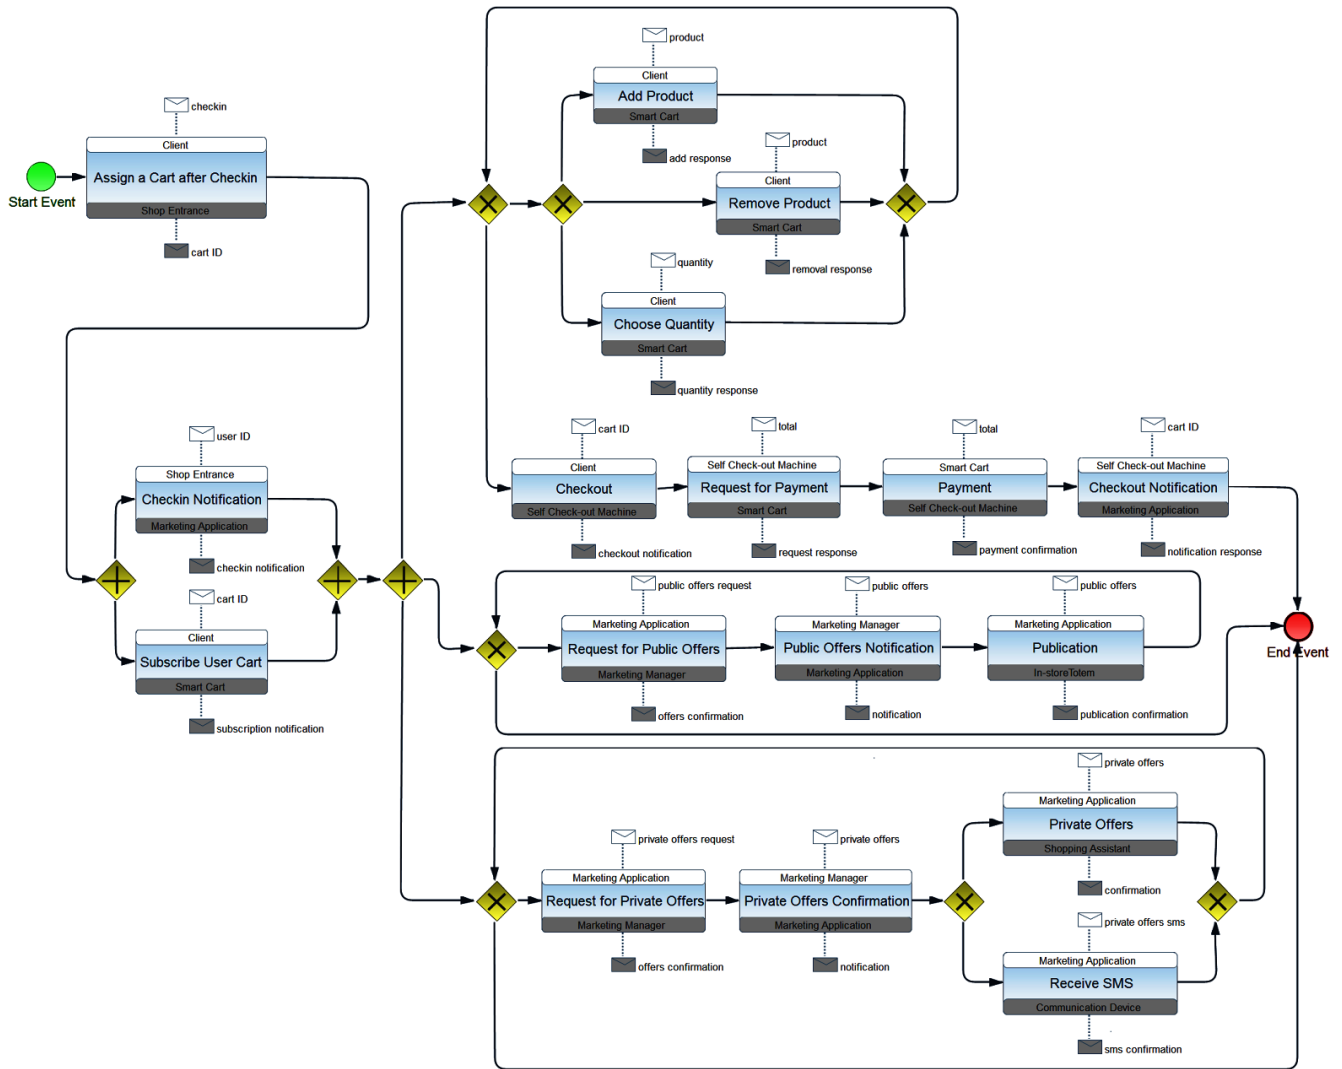 checkin
Client
Assign a Cart after Checkin
Shop Entrance
cart ID
Start Event
product
Client
Add Product
Smart Cart
add response
product
Client
Remove Product
Smart Cart
removal response
quantity
Client
Choose Quantity
Smart Cart
quantity response
user ID
Shop Entrance
Checkin Notification
Marketing Application
checkin notification
cart ID
Client
Subscribe User Cart
Smart Cart
subscription notification
cart ID
Client
Checkout
Self Check-out Machine
checkout notification
total
Self Check-out Machine
Request for Payment
Smart Cart
request response
total
Smart Cart
Payment
Self Check-out Machine
payment confirmation
cart ID
Self Check-out Machine
Checkout Notification
Marketing Application
notification response
public offers request
Marketing Application
Request for Public Offers
Marketing Manager
offers confirmation
public offers
Marketing Manager
Public Offers Notification
Marketing Application
notification
public offers
Marketing Application
Publication
In-storeTotem
publication confirmation
End Event
private offers request
Marketing Application
Request for Private Offers
Marketing Manager
offers confirmation
private offers
Marketing Manager
Private Offers Confirmation
Marketing Application
notification
private offers
Marketing Application
Private Offers
Shopping Assistant
confirmation
private offers sms
Marketing Application
Receive SMS
Communication Device
sms confirmation